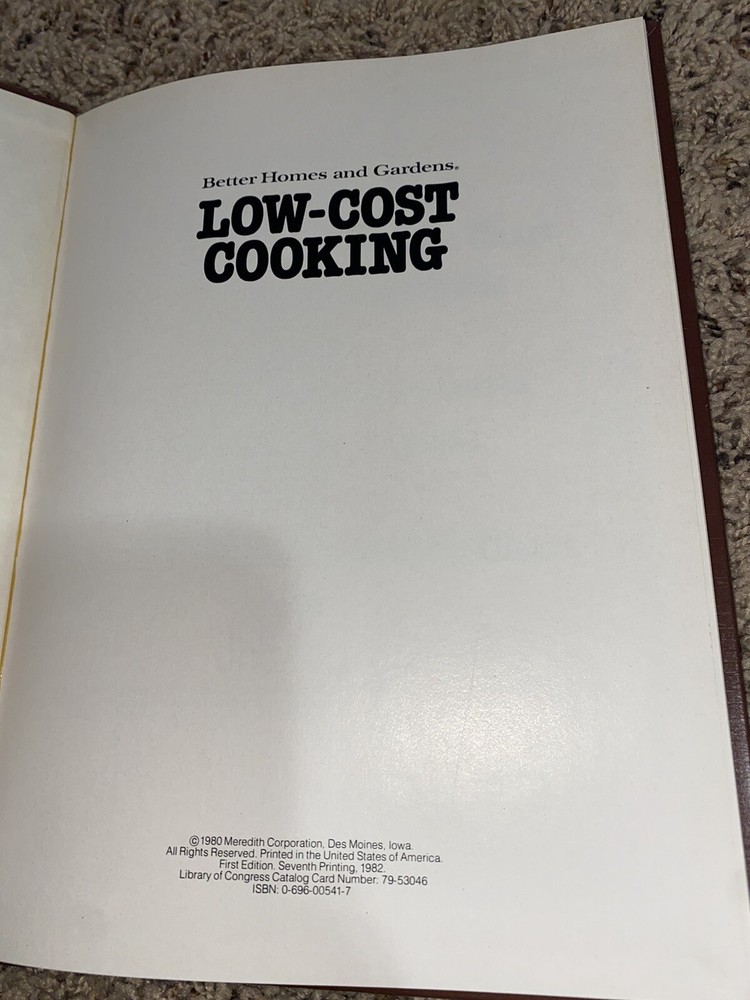 Better Homes and Gardens®
LOW-COST
COOKING
©1980 Meredith Corporation, Des Moines, Iowa.
All Rights Reserved. Printed in the United States of America.
First Edition. Seventh Printing, 1982.
Library of Congress Catalog Card Number: 79-53046
ISBN: 0-696-00541-7